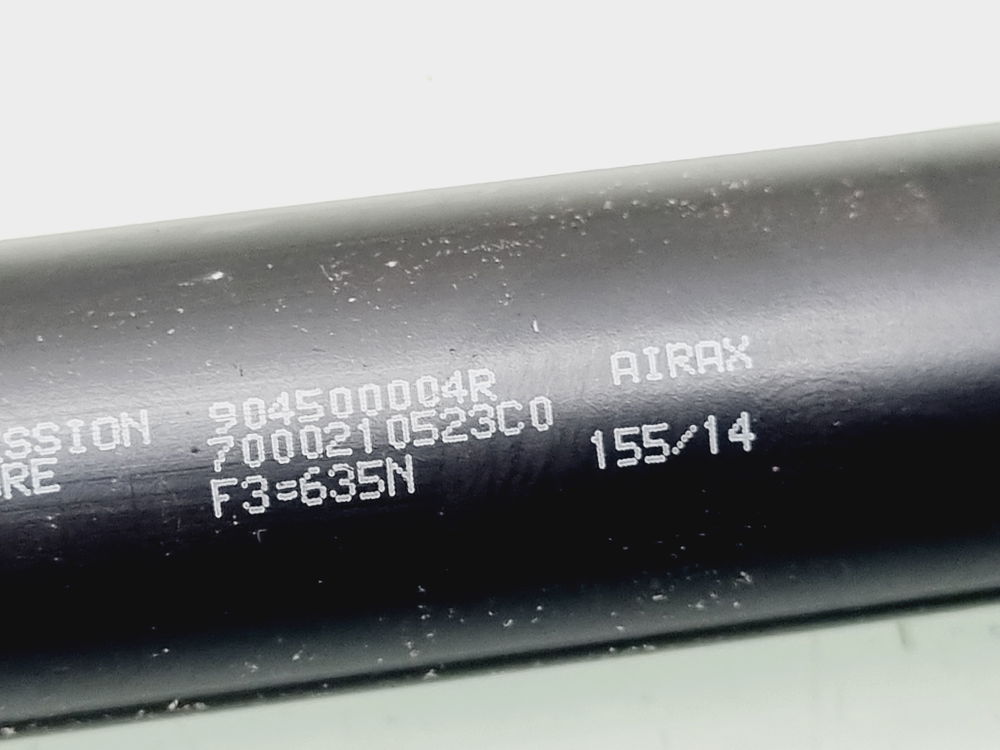 SSION 904500004R AIRAX
RE 7000210523C0
F3=635N 155/14